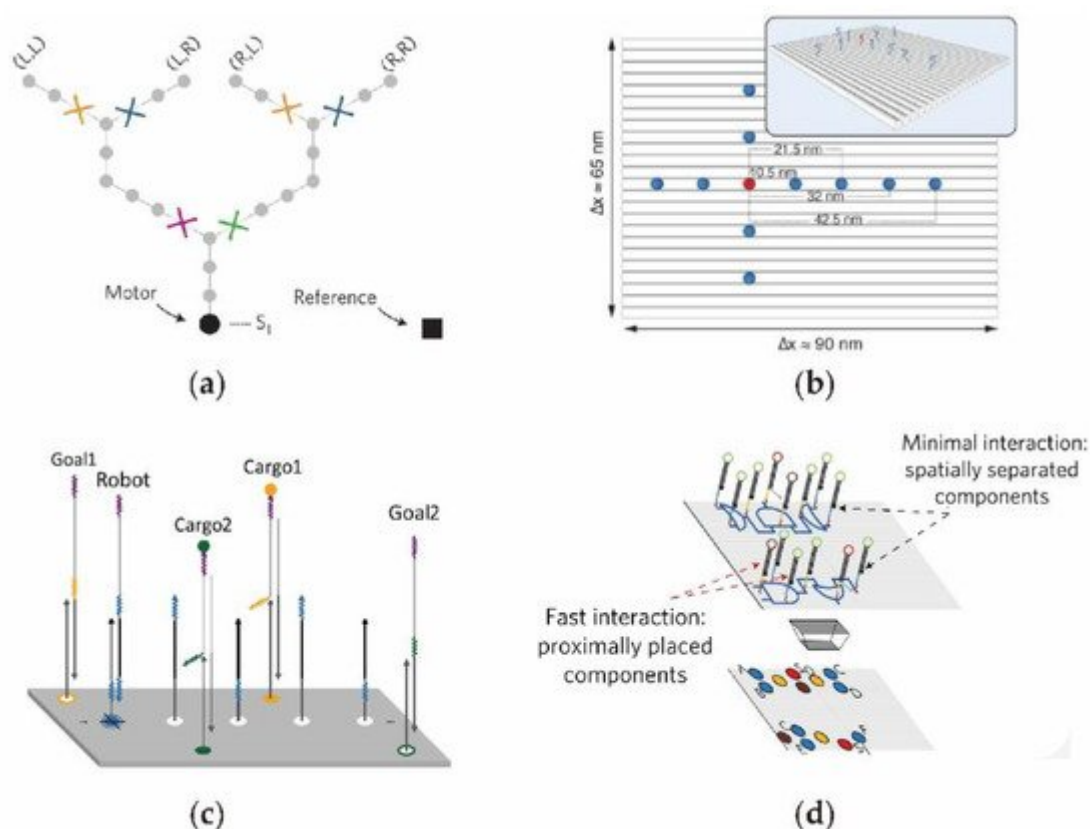 (L,L)
(L,R)
(R,L)
(R,R)
Motor
S₁
Reference
(a)
Δx ≈ 65 nm
21.5 nm
10.5 nm
32 nm
42.5 nm
Δx ≈ 90 nm
(b)
Goal1
Robot
Cargo1
Cargo2
Goal2
(c)
Minimal interaction:
spatially separated
components
Fast interaction:
proximally placed
components
(d)